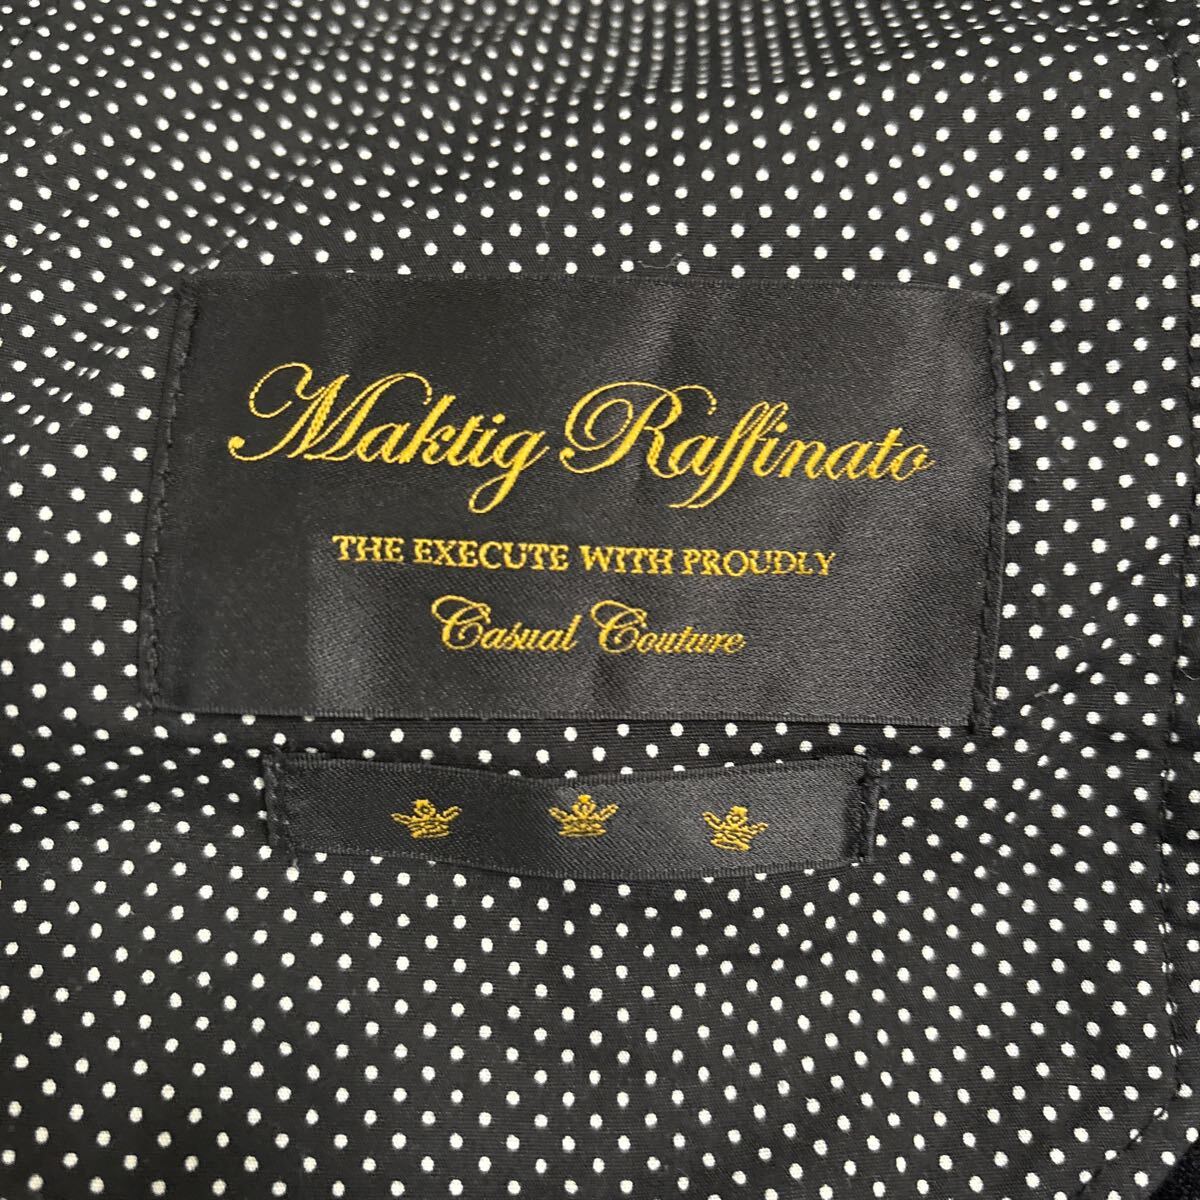 Maktig Raffinato
THE EXECUTE WITH PROUDLY
Casual Couture